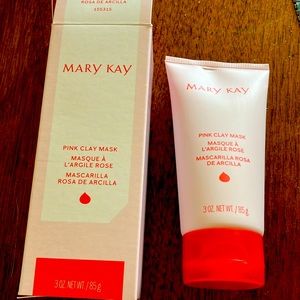 ROSA DE ARCILLA
155315
MARY KAY
PINK CLAY MASK
MASQUE À
L'ARGILE ROSE
MASCARILLA
ROSA DE ARCILLA
3 OZ. NET WT. / 85 g
MARY KAY
PINK CLAY MASK
MASQUE À
L'ARGILE ROSE
MASCARILLA ROSA
DE ARCILLA
3 OZ. NET WT. / 85 g